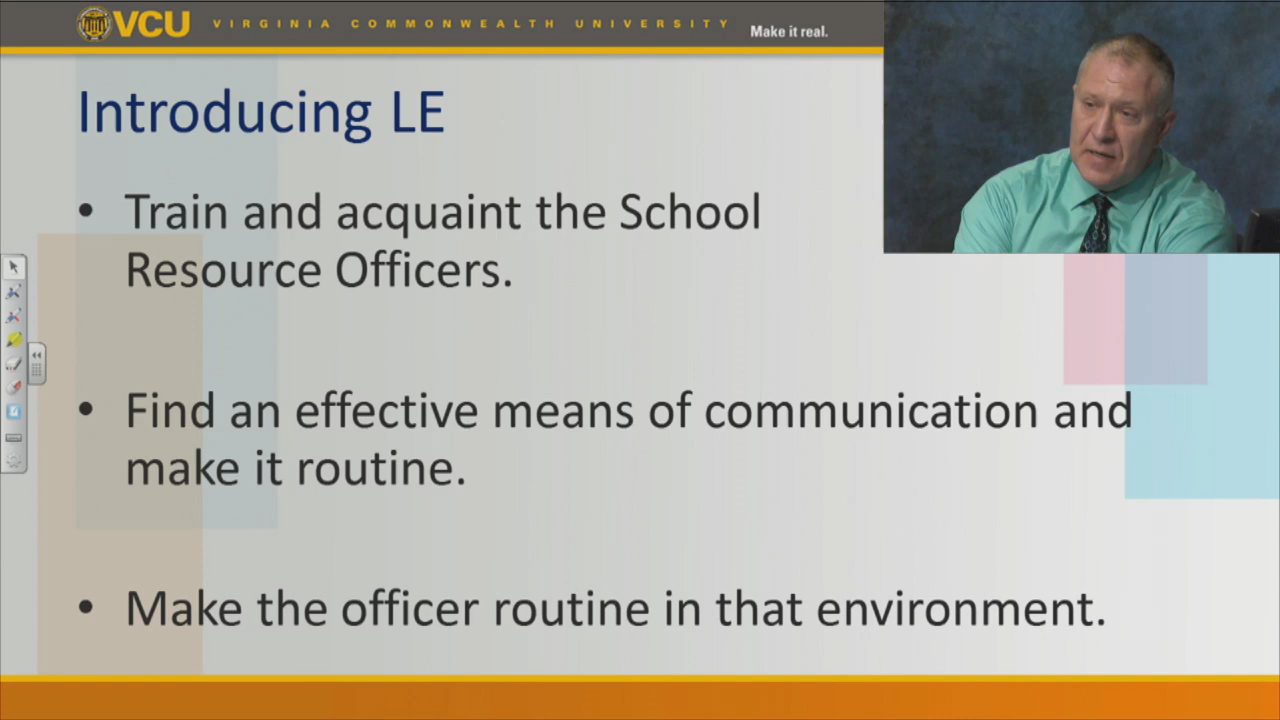 VCU VIRGINIA COMMONWEALTH UNIVERSITY Make it real.
Introducing LE
• Train and acquaint the School
Resource Officers.
• Find an effective means of communication and
make it routine.
• Make the officer routine in that environment.